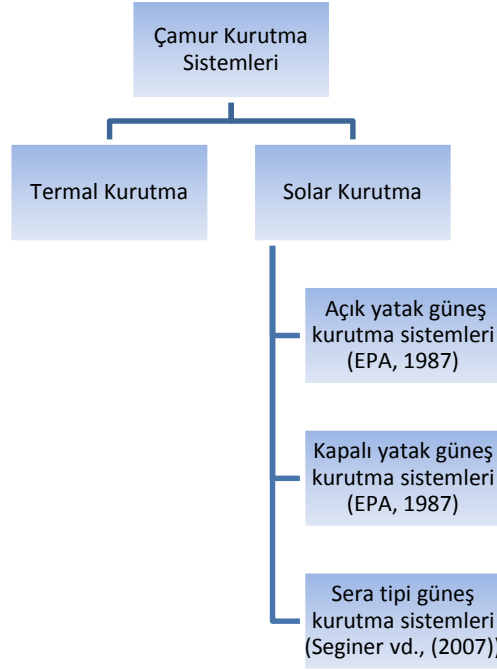 Çamur Kurutma
Sistemleri
Termal Kurutma
Solar Kurutma
Açık yatak güneş
kurutma sistemleri
(EPA, 1987)
Kapalı yatak güneş
kurutma sistemleri
(EPA, 1987)
Sera tipi güneş
kurutma sistemleri
(Seginer vd., (2007))